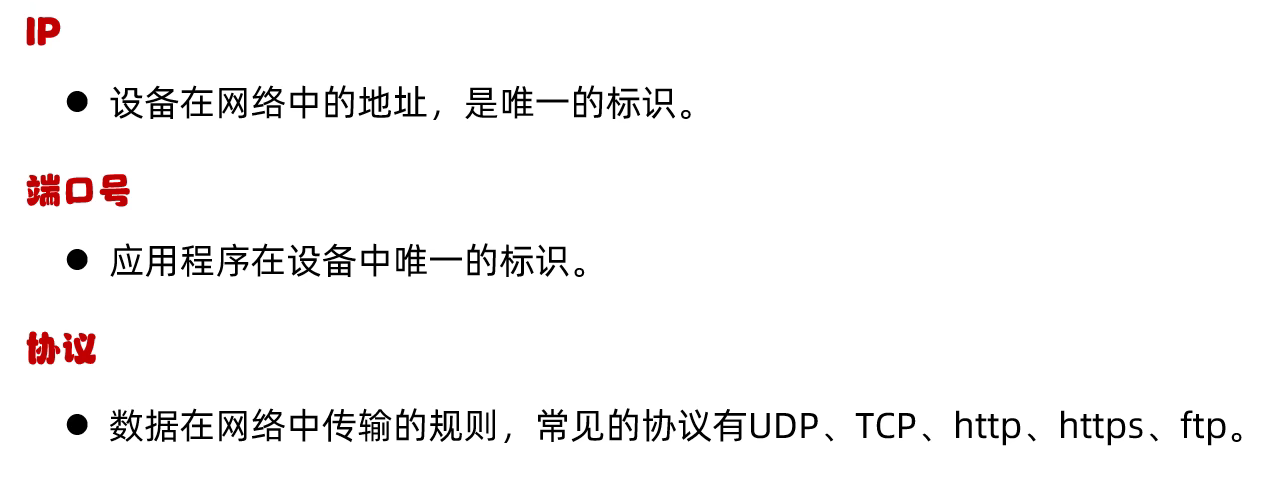 IP
● 设备在网络中的地址，是唯一的标识。
端口号
● 应用程序在设备中唯一的标识。
协议
● 数据在网络中传输的规则，常见的协议有UDP、TCP、http、https、ftp。